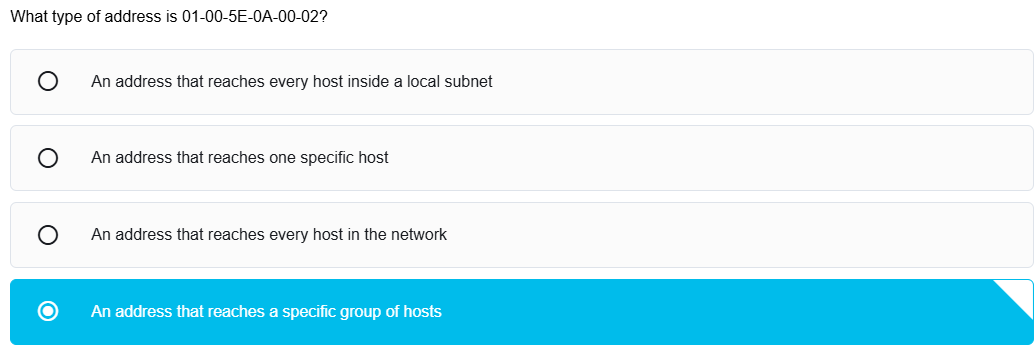 What type of address is 01-00-5E-0A-00-02?
An address that reaches every host inside a local subnet
An address that reaches one specific host
An address that reaches every host in the network
An address that reaches a specific group of hosts